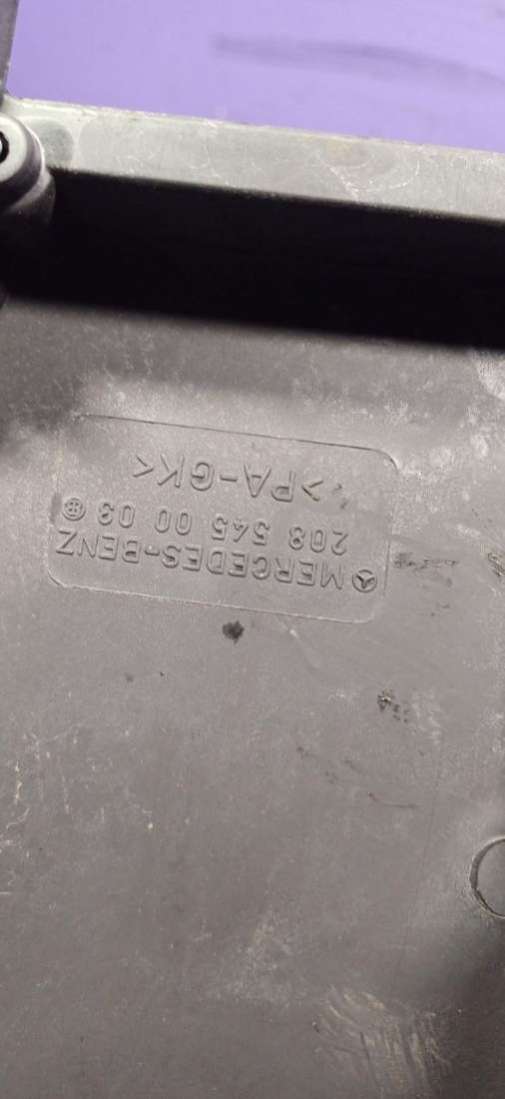 MERCEDES-BENZ
208 545 00 03
>PA-GK<